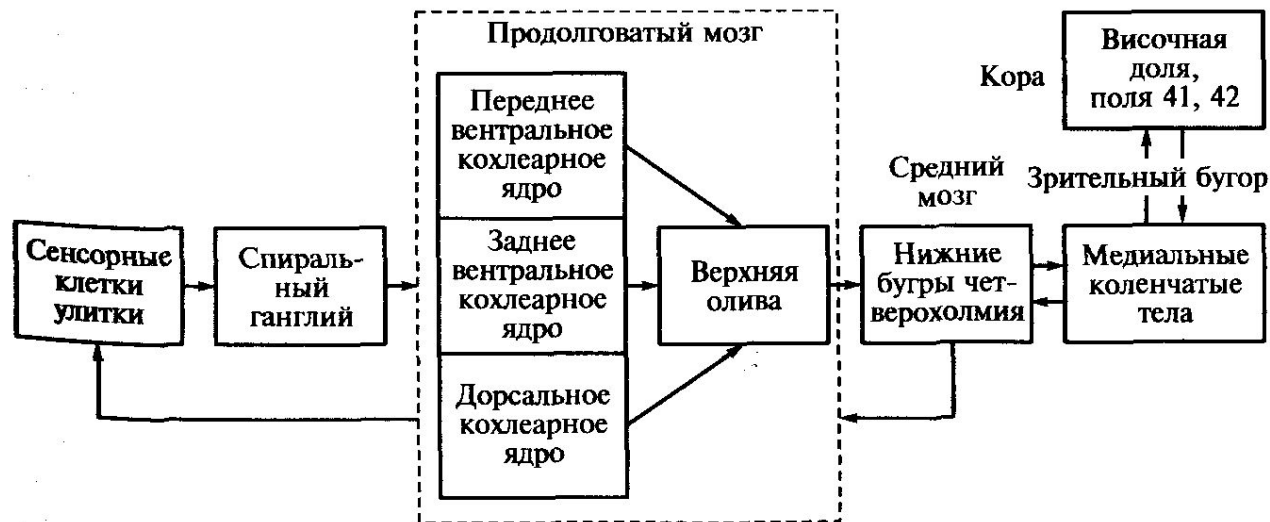 Продолговатый мозг
Переднее
вентральное
кохлеарное
ядро
Заднее
вентральное
кохлеарное
ядро
Дорсальное
кохлеарное
ядро
Сенсорные
клетки
улитки
Спираль-
ный
ганглий
Верхняя
олива
Средний
мозг
Нижние
бугры чет-
верохолмия
Кора
Височная
доля,
поля 41, 42
Зрительный бугор
Медиальные
коленчатые
тела